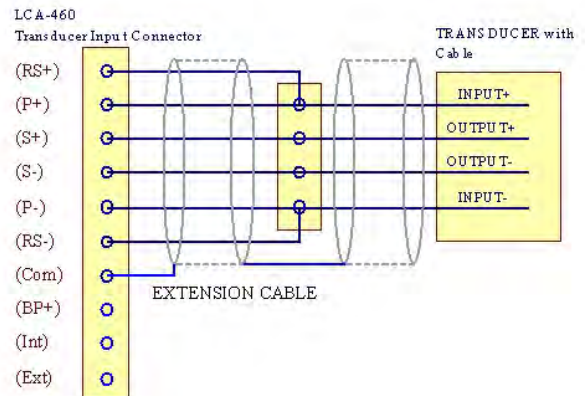 LCA-460
Transducer Input Connector
TRANSDUCER with
Cable
(RS+)
(P+)
(S+)
(S-)
(P-)
(RS-)
(Com)
(BP+)
(Int)
(Ext)
INPUT+
OUTPUT+
OUTPUT-
INPUT-
EXTENSION CABLE